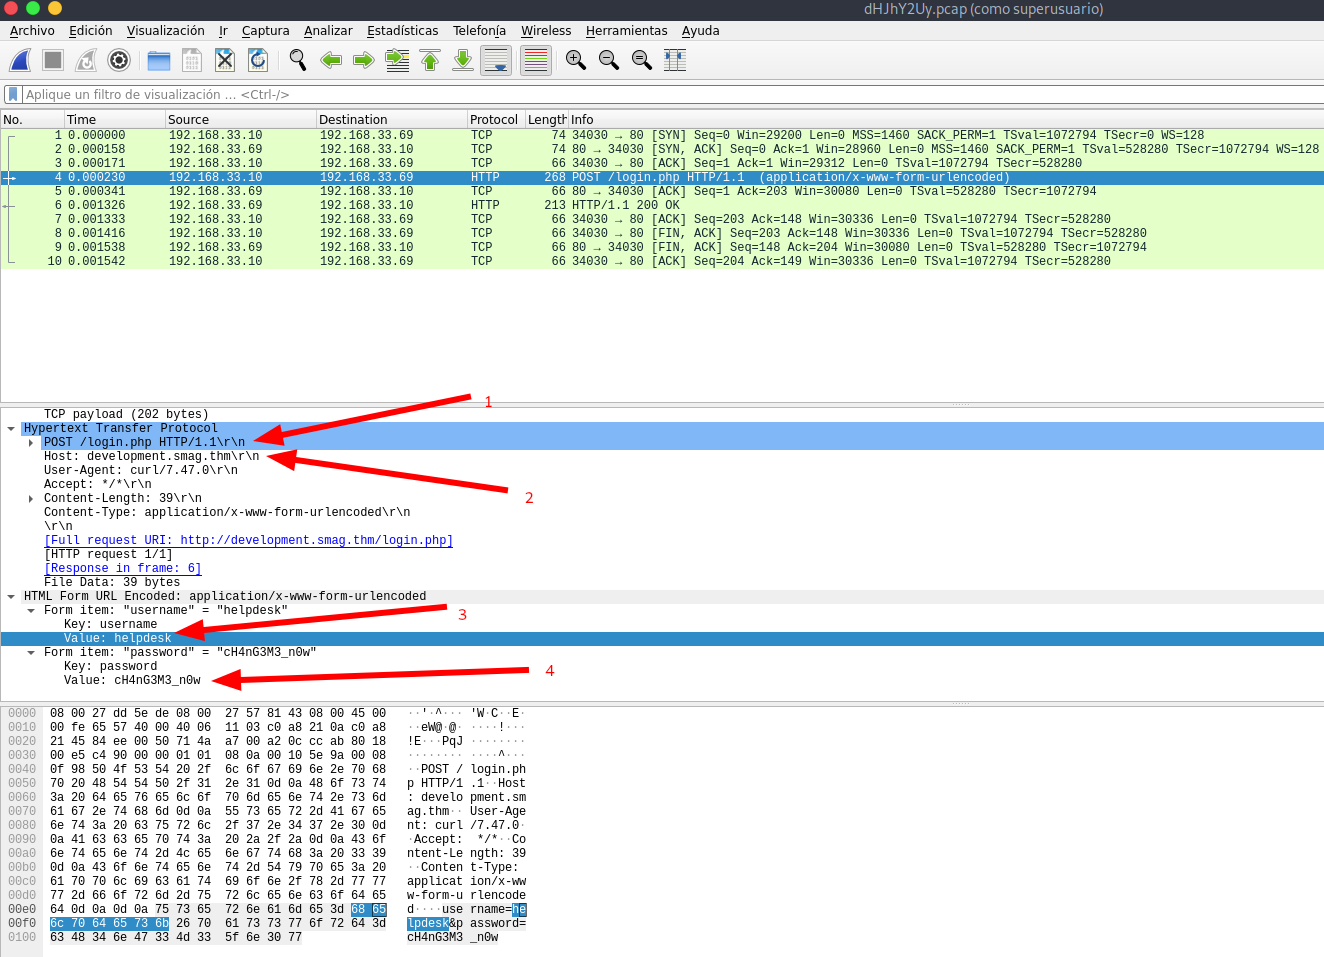 dHJhY2Uy.pcap (como superusuario)
Archivo Edición Visualización Ir Captura Analizar Estadísticas Telefonía Wireless Herramientas Ayuda
Aplique un filtro de visualización … <Ctrl-/>
No. Time Source Destination Protocol Length Info
1 0.000000 192.168.33.10 192.168.33.69 TCP 74 34030 → 80 [SYN] Seq=0 Win=29200 Len=0 MSS=1460 SACK_PERM=1 TSval=1072794 TSecr=0 WS=128
2 0.000158 192.168.33.69 192.168.33.10 TCP 74 80 → 34030 [SYN, ACK] Seq=0 Ack=1 Win=28960 Len=0 MSS=1460 SACK_PERM=1 TSval=528280 TSecr=1072794 WS=128
3 0.000171 192.168.33.10 192.168.33.69 TCP 66 34030 → 80 [ACK] Seq=1 Ack=1 Win=29312 Len=0 TSval=1072794 TSecr=528280
4 0.000230 192.168.33.10 192.168.33.69 HTTP 268 POST /login.php HTTP/1.1  (application/x-www-form-urlencoded)
5 0.000341 192.168.33.69 192.168.33.10 TCP 66 80 → 34030 [ACK] Seq=1 Ack=203 Win=30080 Len=0 TSval=528280 TSecr=1072794
6 0.001326 192.168.33.69 192.168.33.10 HTTP 213 HTTP/1.1 200 OK
7 0.001333 192.168.33.10 192.168.33.69 TCP 66 34030 → 80 [ACK] Seq=203 Ack=148 Win=30336 Len=0 TSval=1072794 TSecr=528280
8 0.001416 192.168.33.10 192.168.33.69 TCP 66 34030 → 80 [FIN, ACK] Seq=203 Ack=148 Win=30336 Len=0 TSval=1072794 TSecr=528280
9 0.001538 192.168.33.69 192.168.33.10 TCP 66 80 → 34030 [FIN, ACK] Seq=148 Ack=204 Win=30080 Len=0 TSval=528280 TSecr=1072794
10 0.001542 192.168.33.10 192.168.33.69 TCP 66 34030 → 80 [ACK] Seq=204 Ack=149 Win=30336 Len=0 TSval=1072794 TSecr=528280
1
TCP payload (202 bytes)
Hypertext Transfer Protocol
POST /login.php HTTP/1.1\r\n
Host: development.smag.thm\r\n
User-Agent: curl/7.47.0\r\n
Accept: */*\r\n
2
Content-Length: 39\r\n
Content-Type: application/x-www-form-urlencoded\r\n
\r\n
[Full request URI: http://development.smag.thm/login.php]
[HTTP request 1/1]
[Response in frame: 6]
File Data: 39 bytes
HTML Form URL Encoded: application/x-www-form-urlencoded
Form item: "username" = "helpdesk"
3
Key: username
Value: helpdesk
Form item: "password" = "cH4nG3M3_n0w"
Key: password
4
Value: cH4nG3M3_n0w
0000 08 00 27 dd 5e de 08 00 27 57 81 43 08 00 45 00 ··'·^··· 'W·C··E·
0010 00 fe 65 57 40 00 40 06 11 03 c0 a8 21 0a c0 a8 ··eW@·@· ····!···
0020 21 45 84 ee 00 50 71 4a a7 00 a2 0c cc ab 80 18 !E···PqJ ········
0030 00 e5 c4 90 00 00 01 01 08 0a 00 10 5e 9a 00 08 ········ ····^···
0040 0f 98 50 4f 53 54 20 2f 6c 6f 67 69 6e 2e 70 68 ··POST / login.ph
0050 70 20 48 54 54 50 2f 31 2e 31 0d 0a 48 6f 73 74 p HTTP/1 .1··Host
0060 3a 20 64 65 76 65 6c 6f 70 6d 65 6e 74 2e 73 6d : develo pment.sm
0070 61 67 2e 74 68 6d 0d 0a 55 73 65 72 2d 41 67 65 ag.thm·· User-Age
0080 6e 74 3a 20 63 75 72 6c 2f 37 2e 34 37 2e 30 0d nt: curl /7.47.0·
0090 0a 41 63 63 65 70 74 3a 20 2a 2f 2a 0d 0a 43 6f ·Accept:  */*··Co
00a0 6e 74 65 6e 74 2d 4c 65 6e 67 74 68 3a 20 33 39 ntent-Le ngth: 39
00b0 0d 0a 43 6f 6e 74 65 6e 74 2d 54 79 70 65 3a 20 ··Conten t-Type:
00c0 61 70 70 6c 69 63 61 74 69 6f 6e 2f 78 2d 77 77 applicat ion/x-ww
00d0 77 2d 66 6f 72 6d 2d 75 72 6c 65 6e 63 6f 64 65 w-form-u rlencode
00e0 64 0d 0a 0d 0a 75 73 65 72 6e 61 6d 65 3d 68 65 d····use rname=he
00f0 6c 70 64 65 73 6b 26 70 61 73 73 77 6f 72 64 3d lpdesk&p assword=
0100 63 48 34 6e 47 33 4d 33 5f 6e 30 77 cH4nG3M3 _n0w